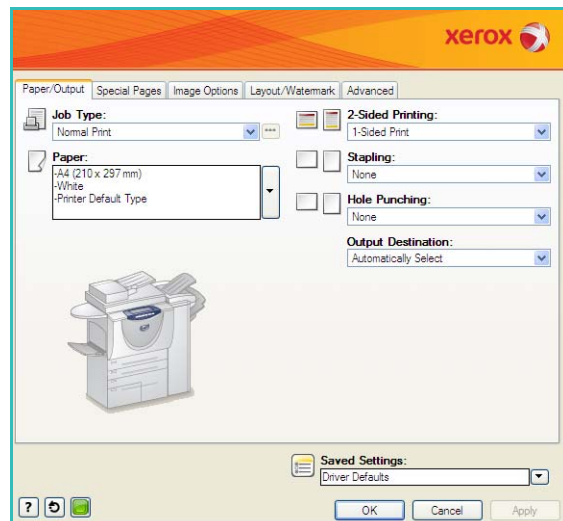 xerox
Paper/Output Special Pages Image Options Layout/Watermark Advanced
Job Type:
Normal Print
Paper:
-A4 (210 x 297 mm)
-White
-Printer Default Type
2-Sided Printing:
1-Sided Print
Stapling:
None
Hole Punching:
None
Output Destination:
Automatically Select
Saved Settings:
Driver Defaults
? OK Cancel Apply